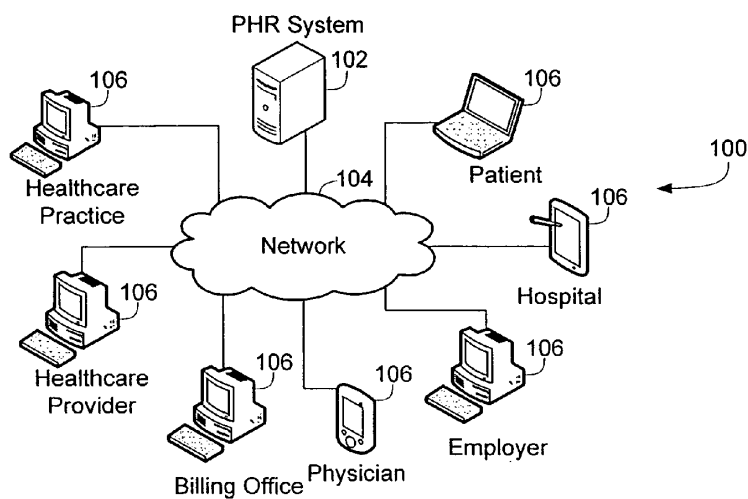 PHR System
102
106
106
100
Healthcare
Practice
104
Patient
106
Network
Hospital
106
Healthcare
Provider
106
106
106
Employer
Billing Office
Physician